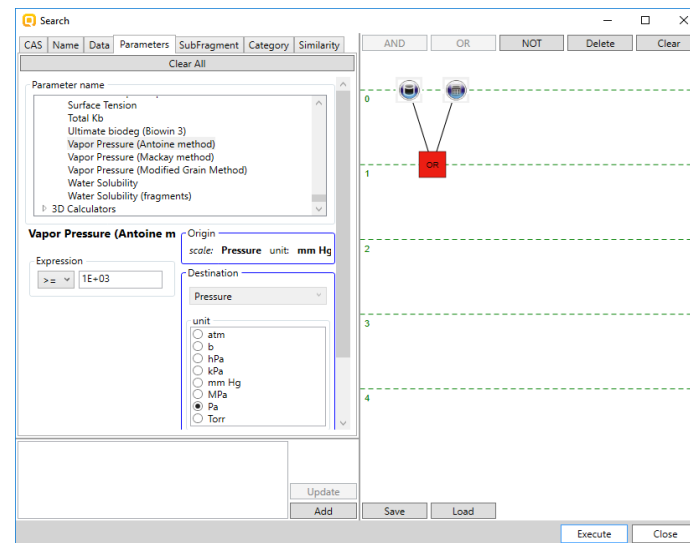 Search
CAS Name Data Parameters SubFragment Category Similarity
Clear All
Parameter name
Surface Tension
Total Kb
Ultimate biodeg (Biowin 3)
Vapor Pressure (Antoine method)
Vapor Pressure (Mackay method)
Vapor Pressure (Modified Grain Method)
Water Solubility
Water Solubility (fragments)
3D Calculators
Vapor Pressure (Antoine m
Expression
>= 1E+03
Origin
scale: Pressure unit: mm Hg
Destination
Pressure
unit
atm
b
hPa
kPa
mm Hg
MPa
Pa
Torr
Update
Add
AND OR NOT Delete Clear
0
OR
1
2
3
4
Save Load
Execute Close